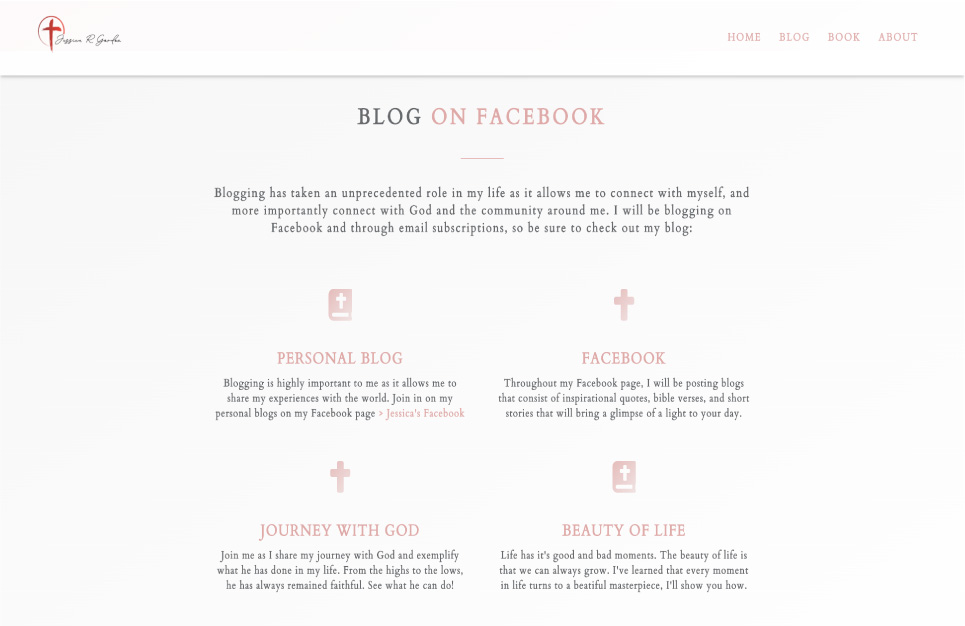 Jessica R. Garden
HOME BLOG BOOK ABOUT
BLOG ON FACEBOOK
Blogging has taken an unprecedented role in my life as it allows me to connect with myself, and
more importantly connect with God and the community around me. I will be blogging on
Facebook and through email subscriptions, so be sure to check out my blog:
PERSONAL BLOG
Blogging is highly important to me as it allows me to
share my experiences with the world. Join in on my
personal blogs on my Facebook page > Jessica's Facebook
FACEBOOK
Throughout my Facebook page, I will be posting blogs
that consist of inspirational quotes, bible verses, and short
stories that will bring a glimpse of a light to your day.
JOURNEY WITH GOD
Join me as I share my journey with God and exemplify
what he has done in my life. From the highs to the lows,
he has always remained faithful. See what he can do!
BEAUTY OF LIFE
Life has it's good and bad moments. The beauty of life is
that we can always grow. I've learned that every moment
in life turns to a beatiful masterpiece, I'll show you how.